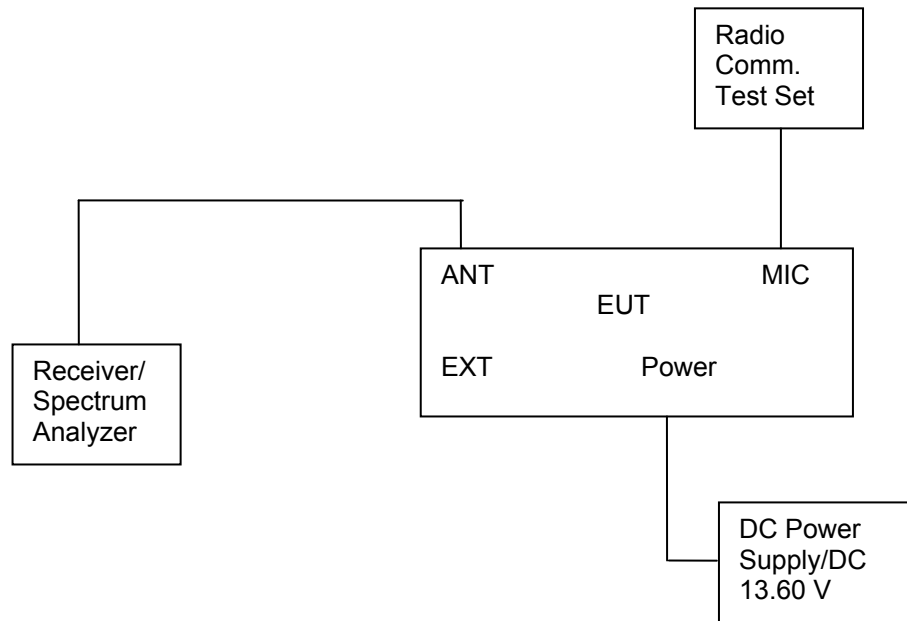 Radio
Comm.
Test Set
ANT
MIC
EUT
EXT
Power
Receiver/
Spectrum
Analyzer
DC Power
Supply/DC
13.60 V